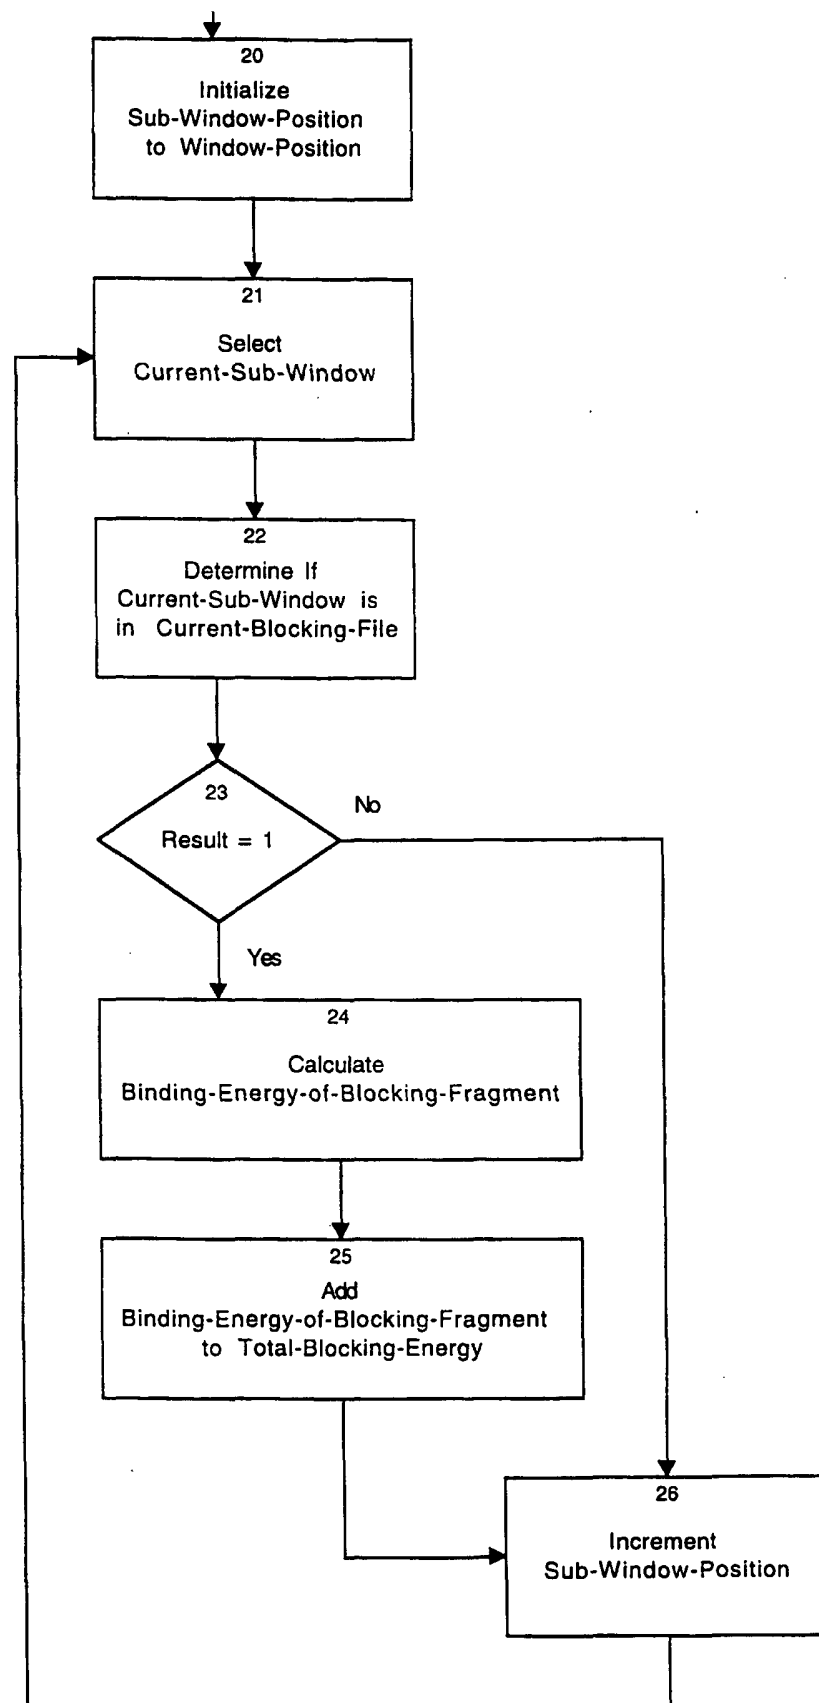 20
Initialize
Sub-Window-Position
to Window-Position
21
Select
Current-Sub-Window
22
Determine If
Current-Sub-Window is
in Current-Blocking-File
23
Result = 1
No
Yes
24
Calculate
Binding-Energy-of-Blocking-Fragment
25
Add
Binding-Energy-of-Blocking-Fragment
to Total-Blocking-Energy
26
Increment
Sub-Window-Position